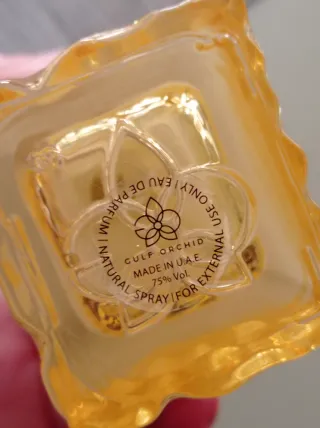 EAU DE PARFUM | NATURAL SPRAY | FOR EXTERNAL USE ONLY |
GULF ORCHID
MADE IN U.A.E.
75% Vol.